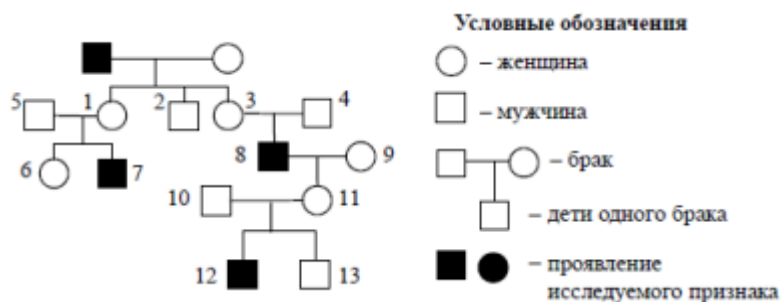 Условные обозначения
– женщина
– мужчина
– брак
– дети одного брака
– проявление
исследуемого признака
5 1 2 3 4
6 7 8 9
10 11
12 13